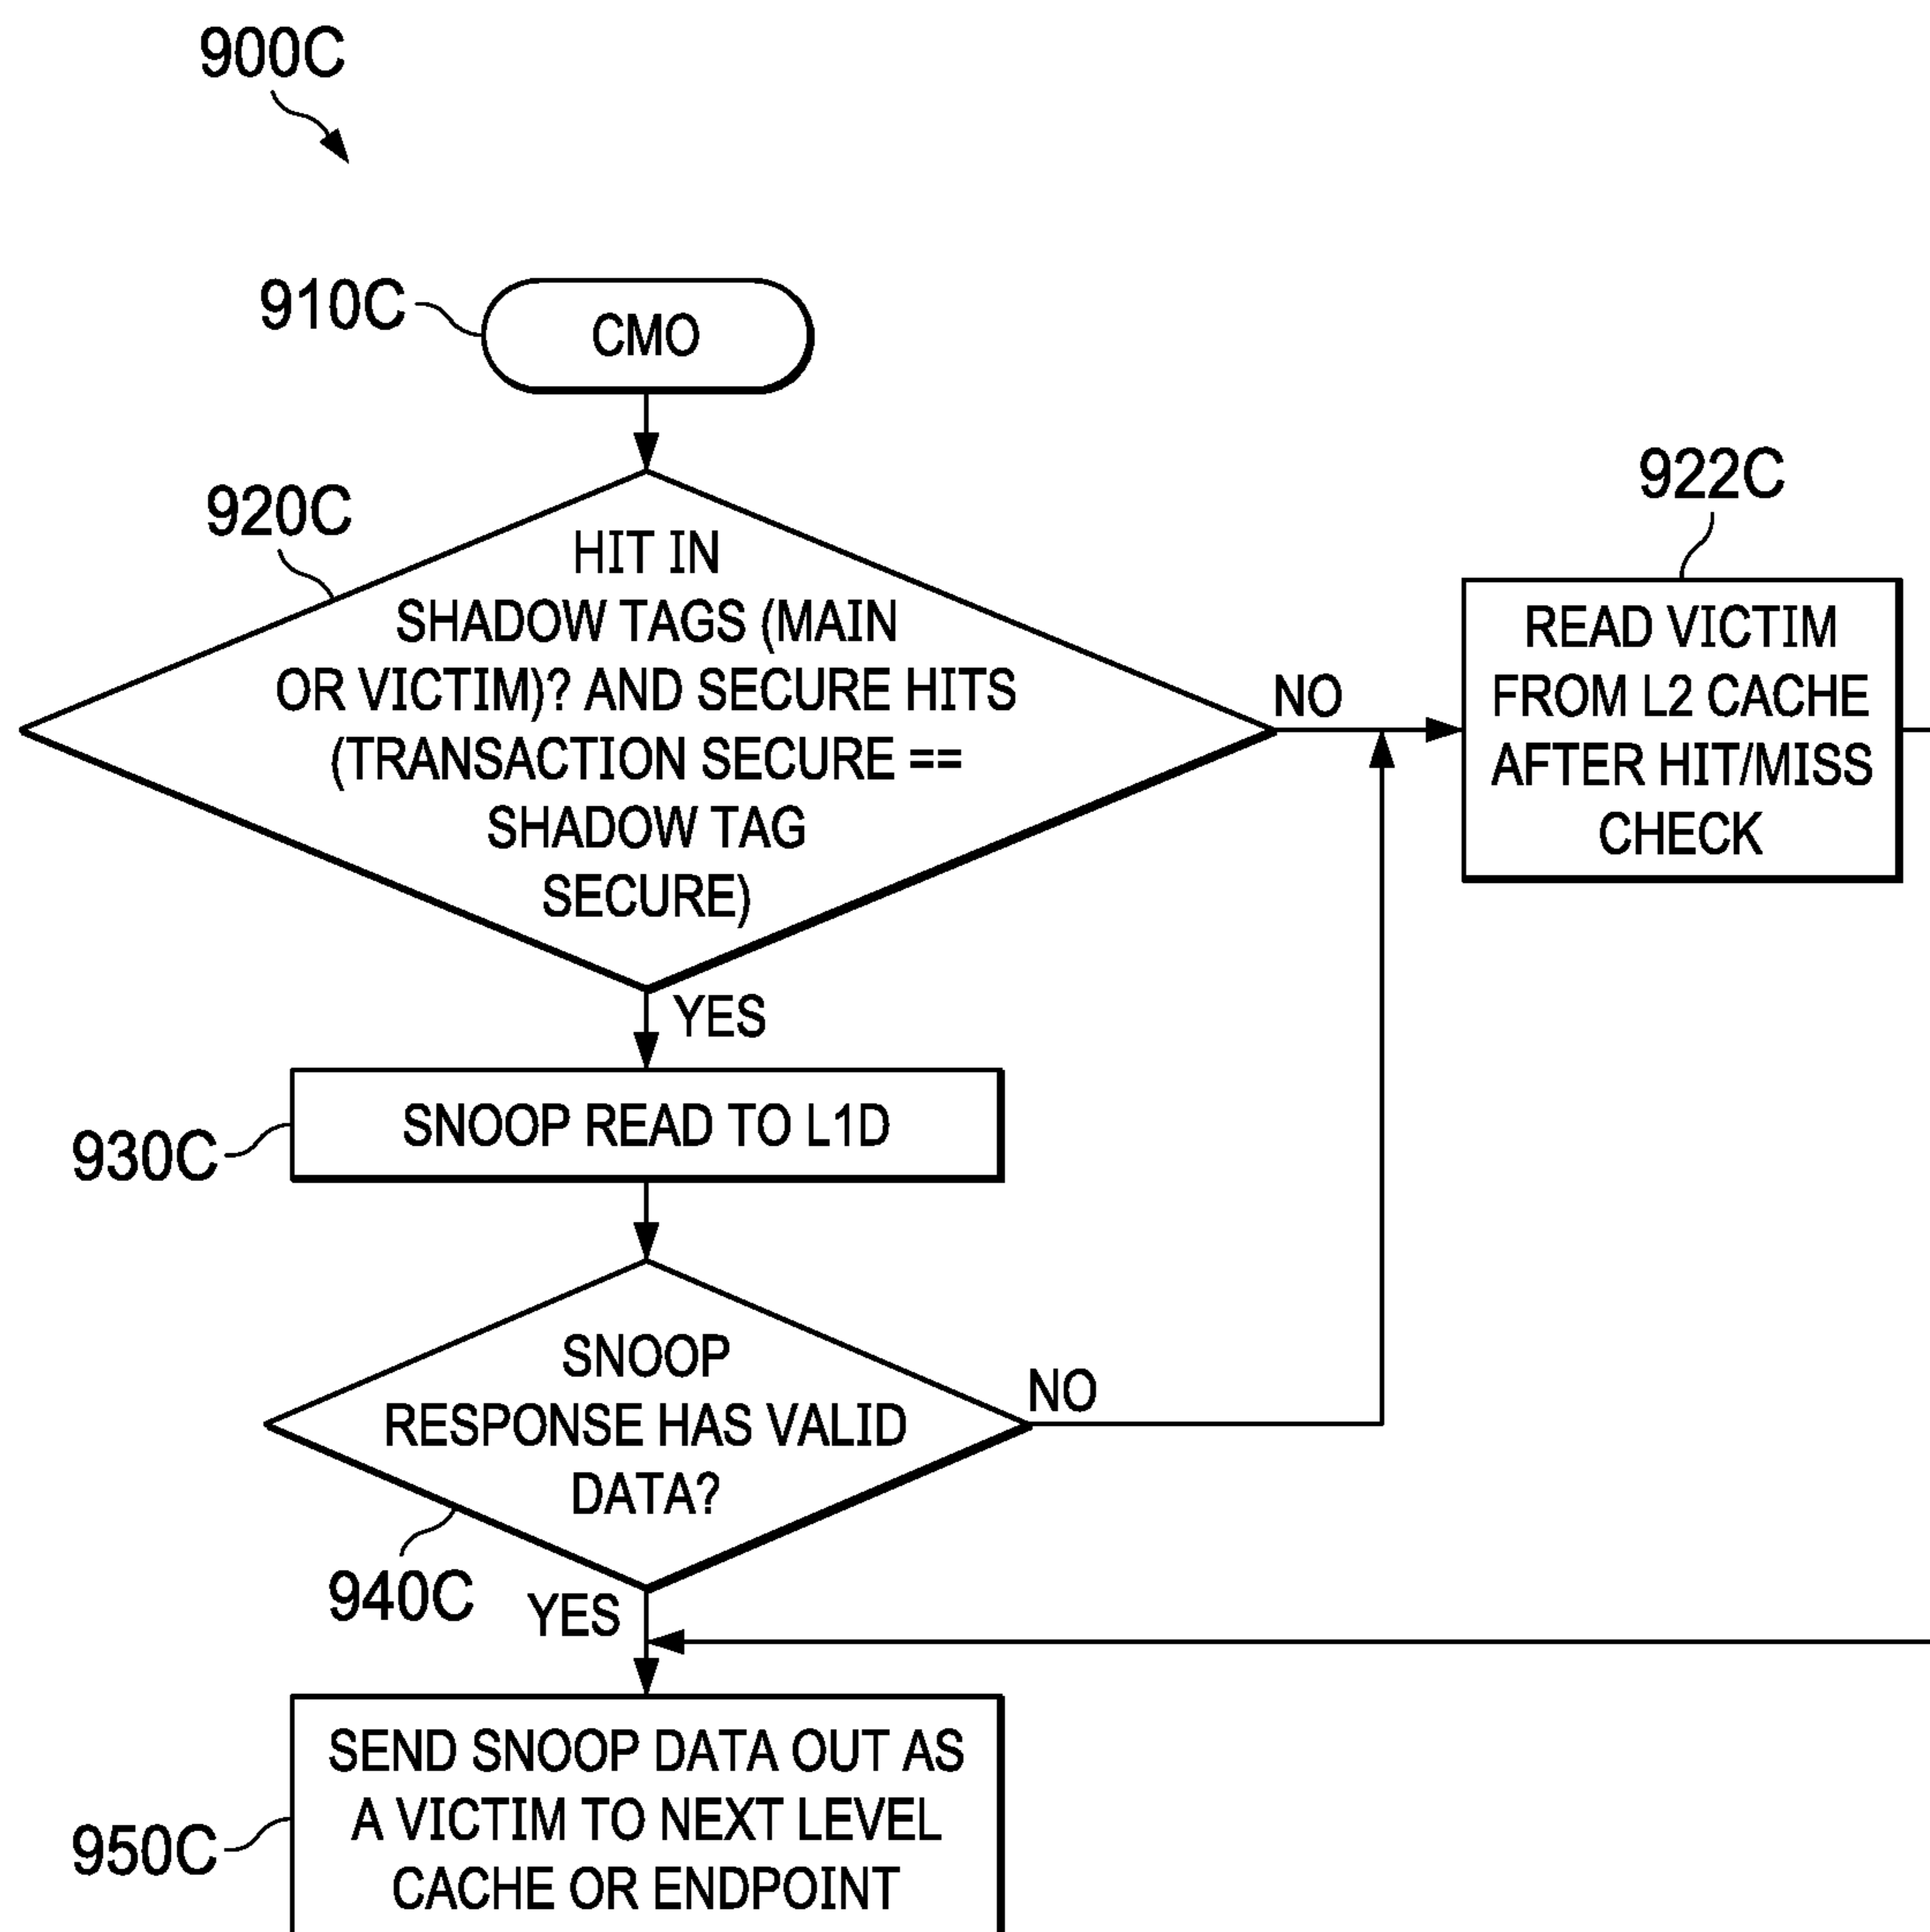 900C
910C
CMO
920C
HIT IN
SHADOW TAGS (MAIN
OR VICTIM)? AND SECURE HITS
(TRANSACTION SECURE ==
SHADOW TAG
SECURE)
NO
922C
READ VICTIM
FROM L2 CACHE
AFTER HIT/MISS
CHECK
YES
930C
SNOOP READ TO L1D
SNOOP
RESPONSE HAS VALID
DATA?
NO
940C
YES
950C
SEND SNOOP DATA OUT AS
A VICTIM TO NEXT LEVEL
CACHE OR ENDPOINT